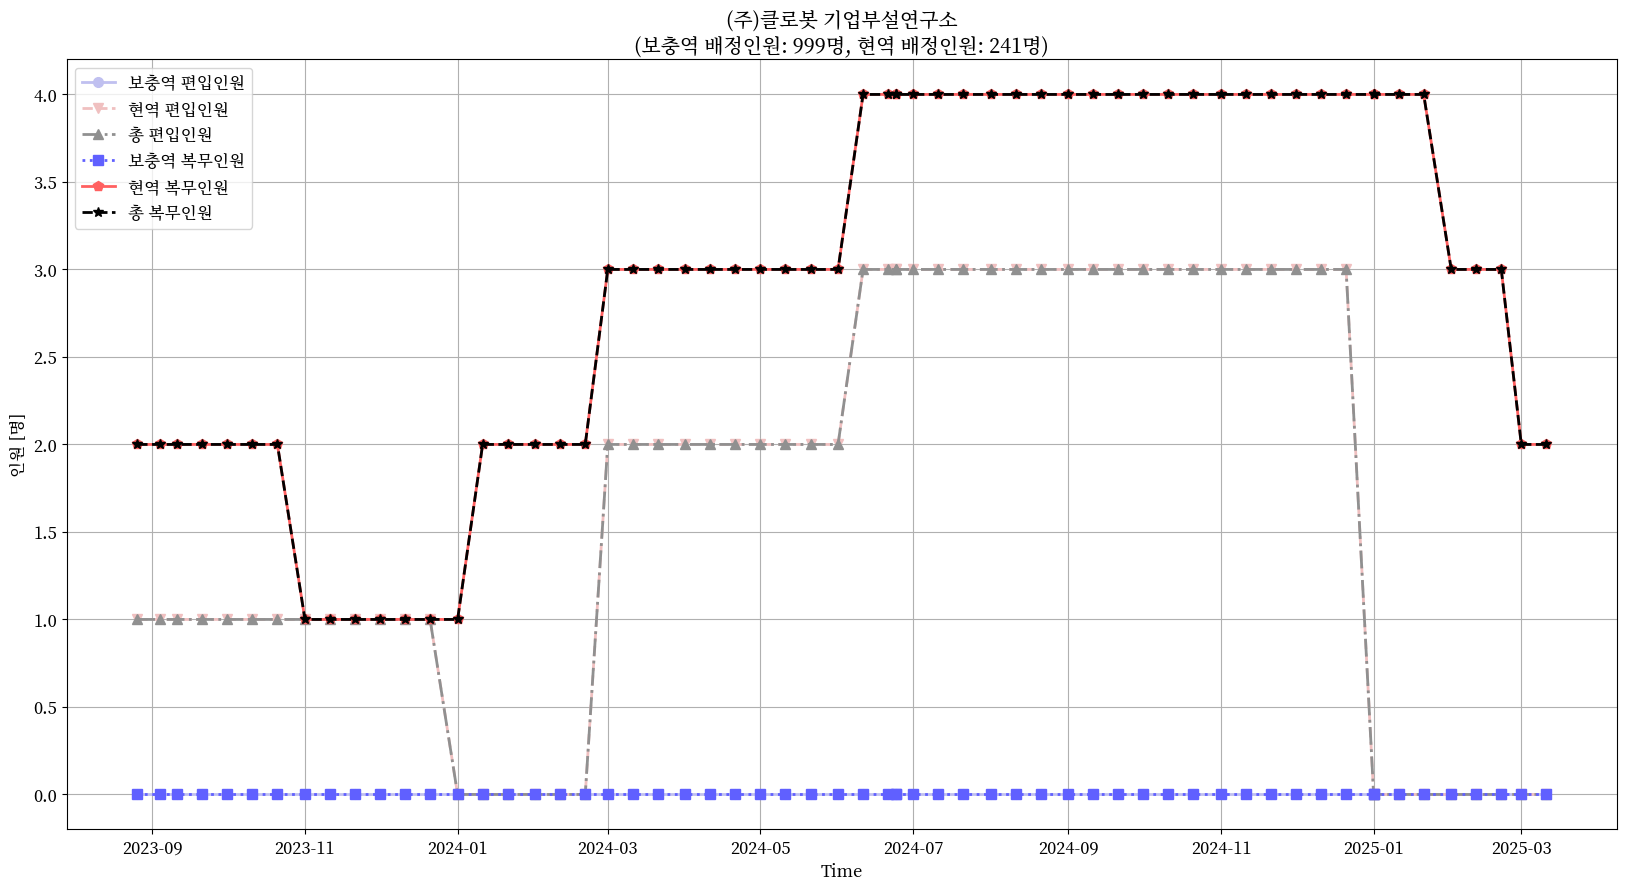 (주)클로봇 기업부설연구소
(보충역 배정인원: 999명, 현역 배정인원: 241명)
보충역 편입인원
현역 편입인원
총 편입인원
보충역 복무인원
현역 복무인원
총 복무인원
4.0
3.5
3.0
2.5
2.0
1.5
1.0
0.5
0.0
인원 [명]
2023-09 2023-11 2024-01 2024-03 2024-05 2024-07 2024-09 2024-11 2025-01 2025-03
Time